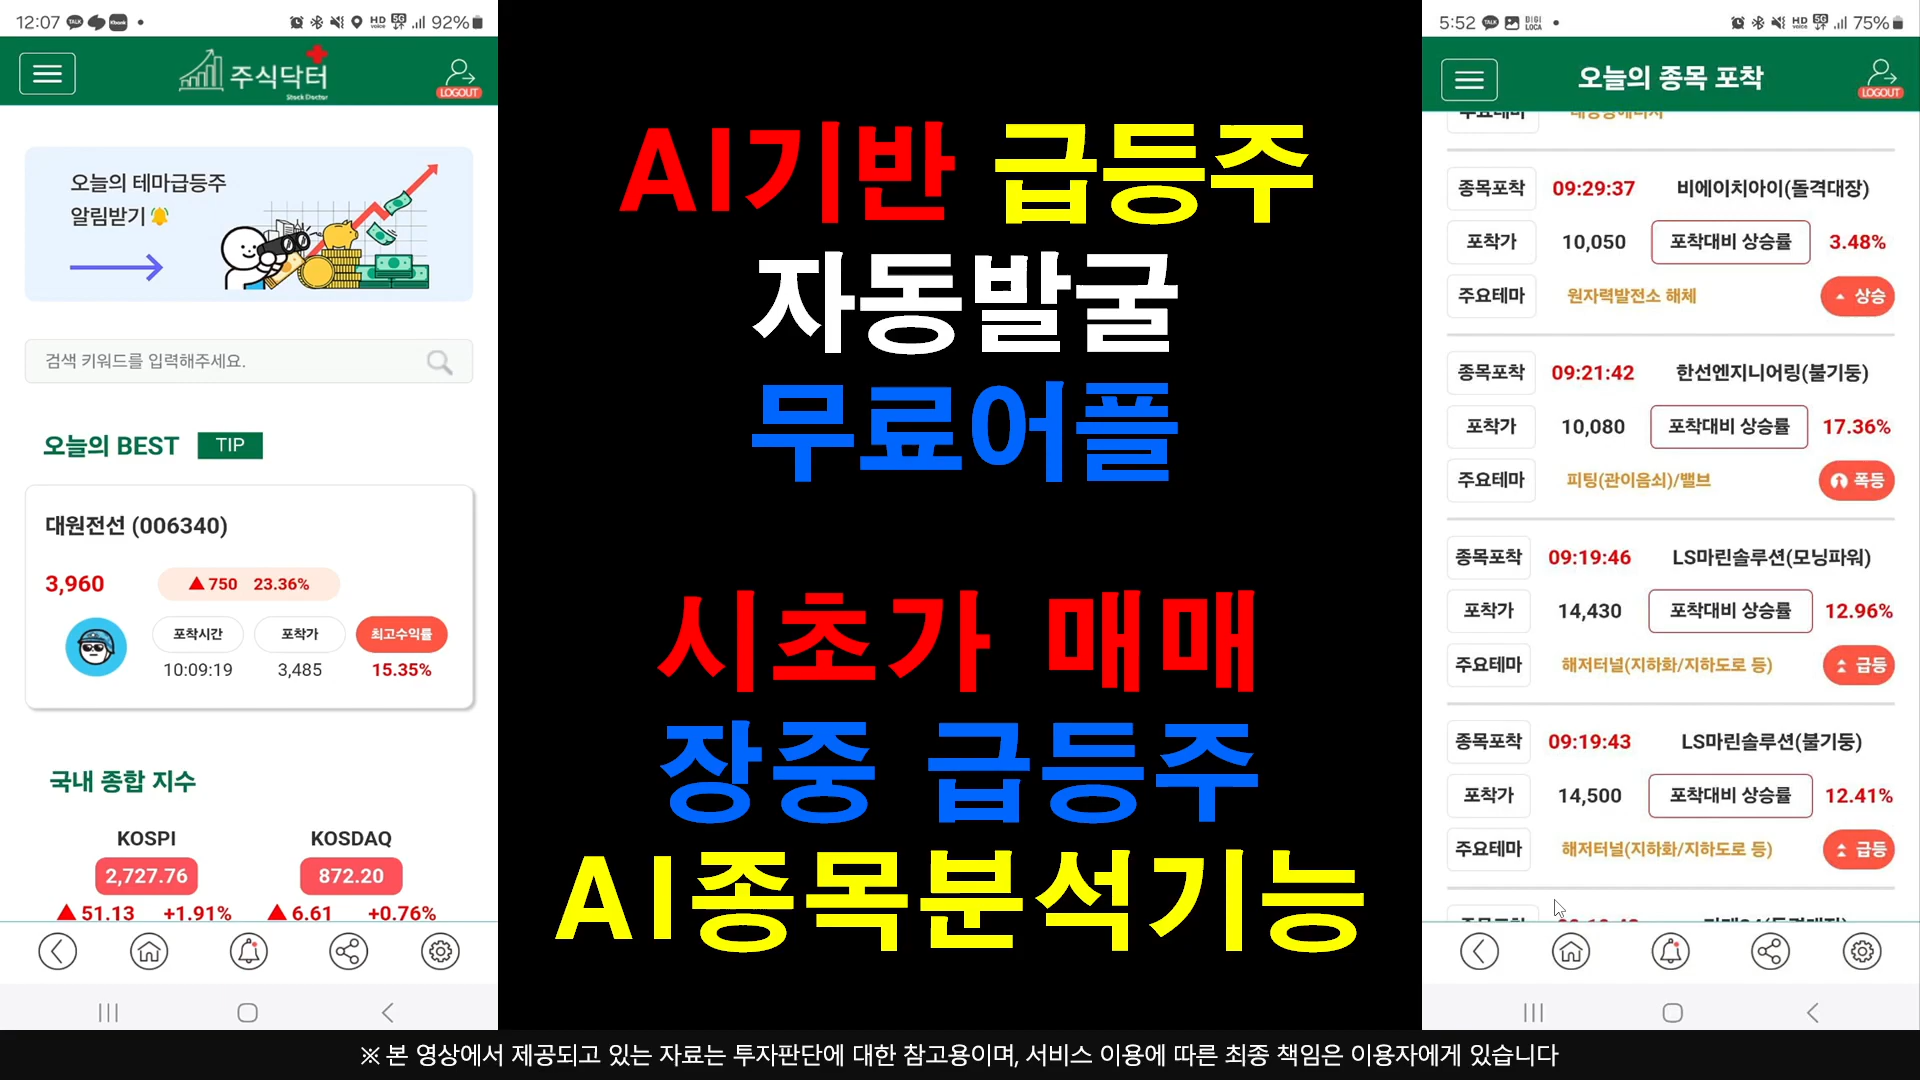 12:07
92%
주식닥터
Stock Doctor
LOGOUT
오늘의 테마급등주
알림받기
검색 키워드를 입력해주세요.
오늘의 BEST TIP
대원전선 (006340)
3,960 ▲ 750 23.36%
포착시간 포착가 최고수익률
10:09:19 3,485 15.35%
국내 종합 지수
KOSPI KOSDAQ
2,727.76 872.20
▲ 51.13 +1.91% ▲ 6.61 +0.76%
AI기반 급등주
자동발굴
무료어플
시초가 매매
장중 급등주
AI종목분석기능
5:52
75%
오늘의 종목 포착
LOGOUT
주요테마
종목포착 09:29:37 비에이치아이(돌격대장)
포착가 10,050 포착대비 상승률 3.48%
주요테마 원자력발전소 해체 상승
종목포착 09:21:42 한선엔지니어링(불기둥)
포착가 10,080 포착대비 상승률 17.36%
주요테마 피팅(관이음쇠)/밸브 폭등
종목포착 09:19:46 LS마린솔루션(모닝파워)
포착가 14,430 포착대비 상승률 12.96%
주요테마 해저터널(지하화/지하도로 등) 급등
종목포착 09:19:43 LS마린솔루션(불기둥)
포착가 14,500 포착대비 상승률 12.41%
주요테마 해저터널(지하화/지하도로 등) 급등
※ 본 영상에서 제공되고 있는 자료는 투자판단에 대한 참고용이며, 서비스 이용에 따른 최종 책임은 이용자에게 있습니다